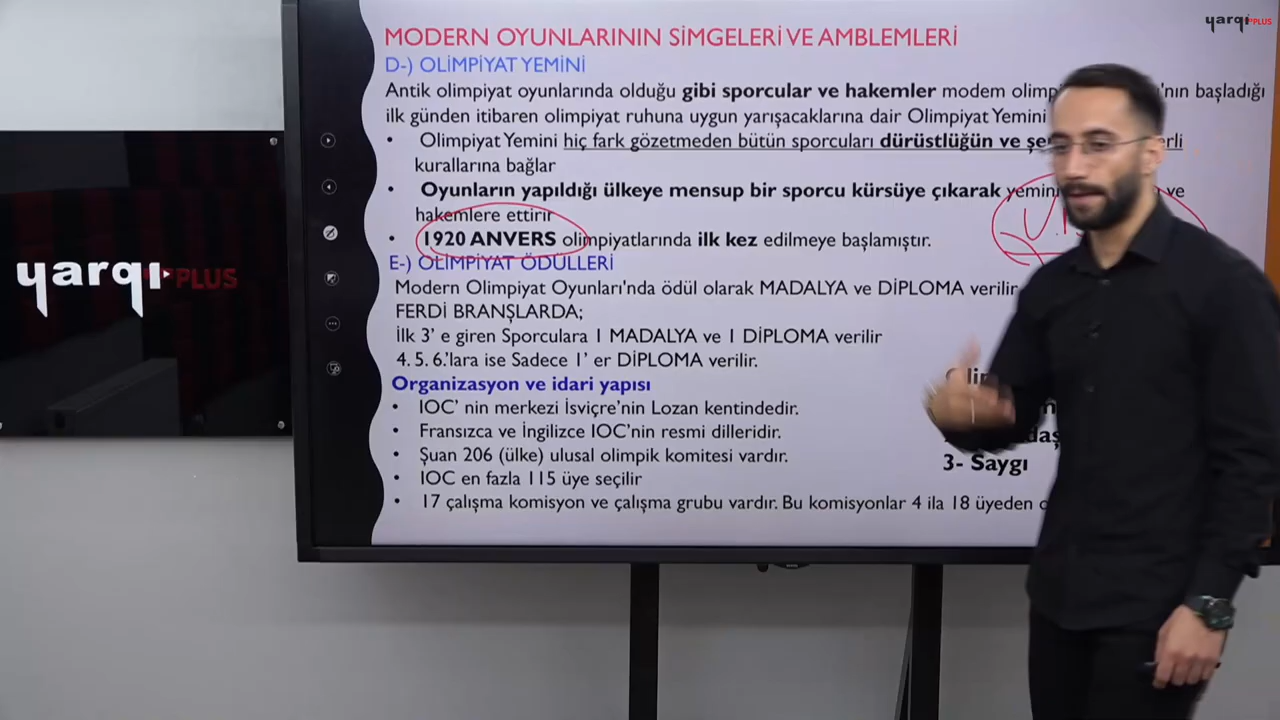 yarqı PLUS
MODERN OYUNLARININ SİMGELERİ VE AMBLEMLERİ
D-) OLİMPİYAT YEMİNİ
Antik olimpiyat oyunlarında olduğu gibi sporcular ve hakemler modem olimp 'nın başladığı
ilk günden itibaren olimpiyat ruhuna uygun yarışacaklarına dair Olimpiyat Yemini
• Olimpiyat Yemini hiç fark gözetmeden bütün sporcuları dürüstlüğün ve
kurallarına bağlar
• Oyunların yapıldığı ülkeye mensup bir sporcu kürsüye çıkarak ve
hakemlere ettirir
• 1920 ANVERS olimpiyatlarında ilk kez edilmeye başlamıştır.
E-) OLİMPİYAT ÖDÜLLERİ
Modern Olimpiyat Oyunları'nda ödül olarak MADALYA ve DİPLOMA verilir
FERDİ BRANŞLARDA;
İlk 3' e giren Sporculara 1 MADALYA ve 1 DİPLOMA verilir
4. 5. 6.'lara ise Sadece 1' er DİPLOMA verilir.
Organizasyon ve idari yapısı
• IOC' nin merkezi İsviçre'nin Lozan kentindedir.
• Fransızca ve İngilizce IOC'nin resmi dilleridir.
• Şuan 206 (ülke) ulusal olimpik komitesi vardır.
• IOC en fazla 115 üye seçilir
• 17 çalışma komisyon ve çalışma grubu vardır. Bu komisyonlar 4 ila 18 üyeden
3- Saygı
yarqı PLUS